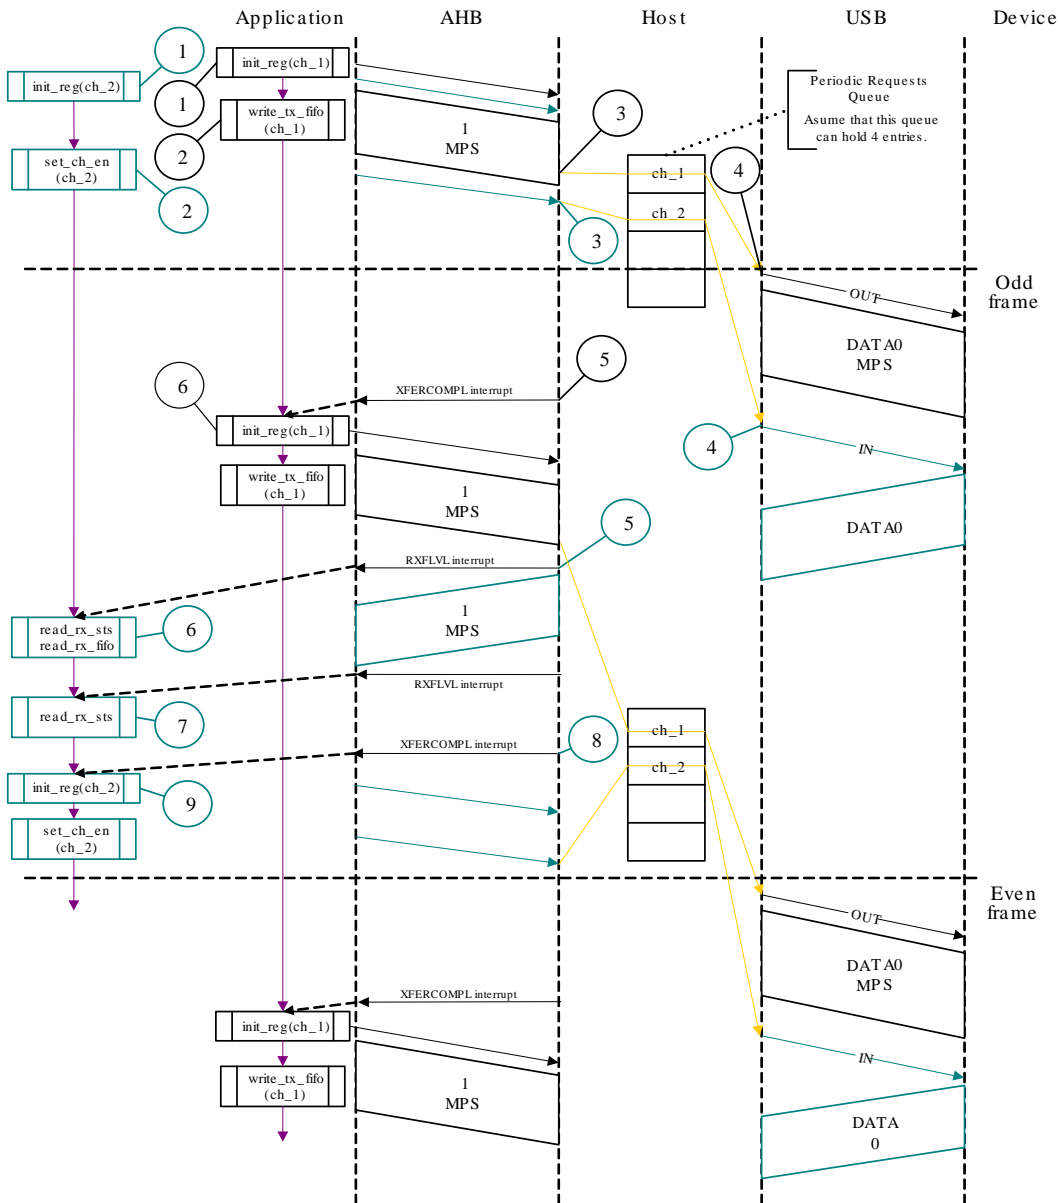 Application
AHB
Host
USB
Device
1
init_reg(ch_1)
init_reg(ch_2)
1
Periodic Requests
Queue
Asume that this queue
can hold 4 entries.
write_tx_fifo
(ch_1)
1
MPS
3
2
set_ch_en
(ch_2)
ch_1
4
2
ch_2
3
Odd
frame
OUT
DATA0
MPS
5
6
XFERCOMPL interrupt
init_reg(ch_1)
4
IN
write_tx_fifo
(ch_1)
1
MPS
5
DATA0
RXFLVL interrupt
1
MPS
read_rx_sts
read_rx_fifo
6
RXFLVL interrupt
read_rx_sts
7
ch_1
XFERCOMPL interrupt
8
ch_2
init_reg(ch_2)
9
set_ch_en
(ch_2)
Even
frame
OUT
DATA0
MPS
XFERCOMPL interrupt
init_reg(ch_1)
IN
write_tx_fifo
(ch_1)
1
MPS
DATA
0